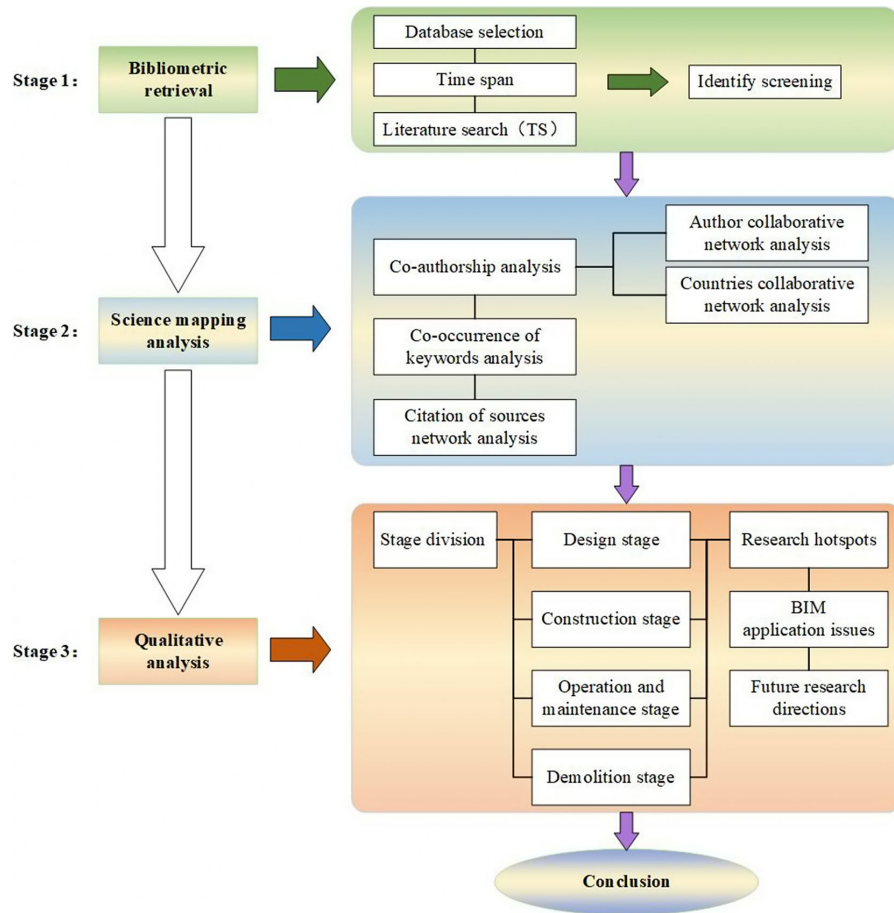 Stage 1：
Bibliometric
retrieval
Database selection
Time span
Literature search（TS）
Identify screening
Stage 2：
Science mapping
analysis
Co-authorship analysis
Author collaborative
network analysis
Countries collaborative
network analysis
Co-occurrence of
keywords analysis
Citation of sources
network analysis
Stage 3：
Qualitative
analysis
Stage division
Design stage
Construction stage
Operation and
maintenance stage
Demolition stage
Research hotspots
BIM
application issues
Future research
directions
Conclusion